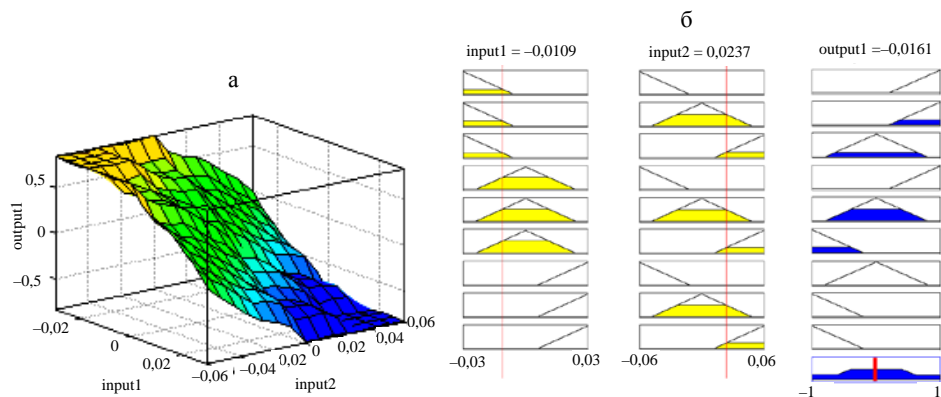 а
output1
0,5
0
–0,5
–0,02
0
0,02
input1
–0,06
–0,04
–0,02
0
0,02
0,04
0,06
input2
б
input1 = –0,0109
input2 = 0,0237
output1 =–0,0161
–0,03
0,03
–0,06
0,06
–1
1